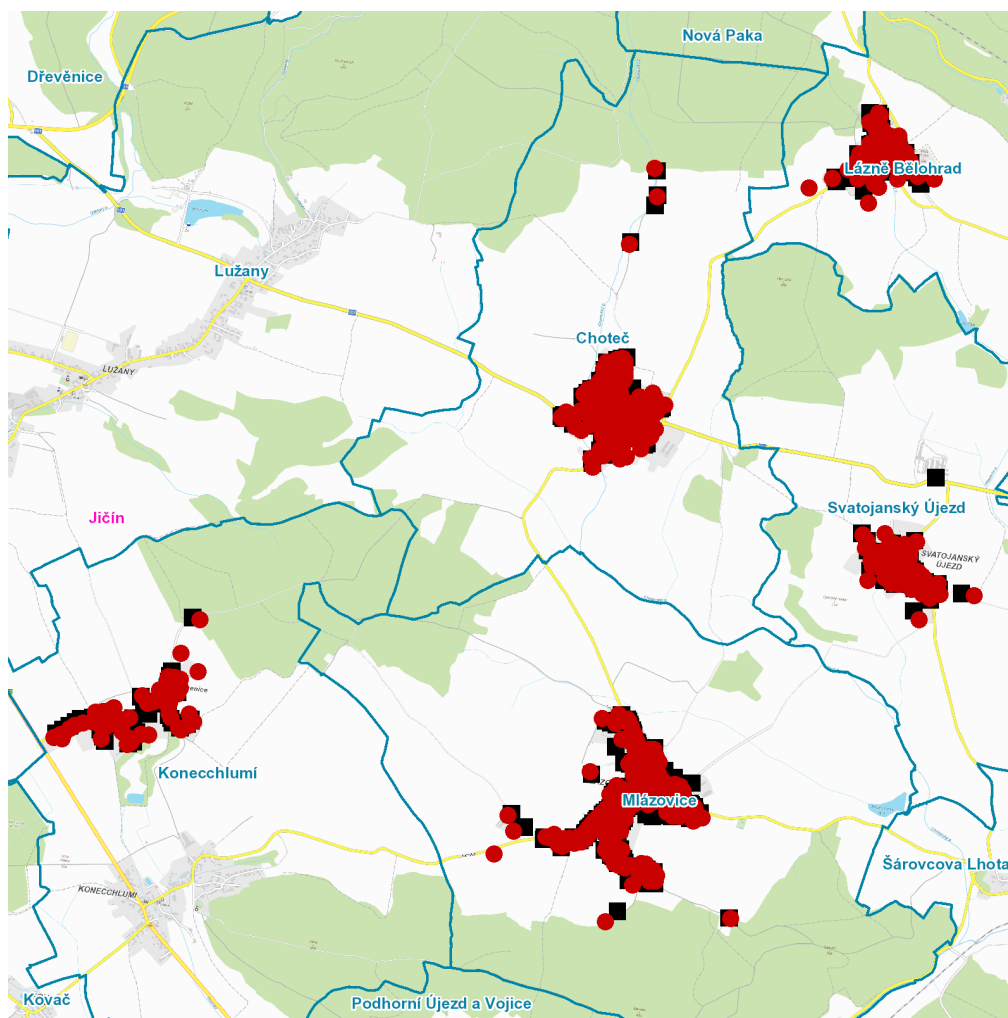 Nová Paka
Dřevěnice
Lázně Bělohrad
Lužany
Choteč
LUŽANY
Svatojanský Újezd
Jičín
SVATOJANSKÝ
ÚJEZD
Konecchlumí
Mlázovice
Šárovcova Lhota
KONECCHLUMI
Kovač
Podhorní Újezd a Vojice